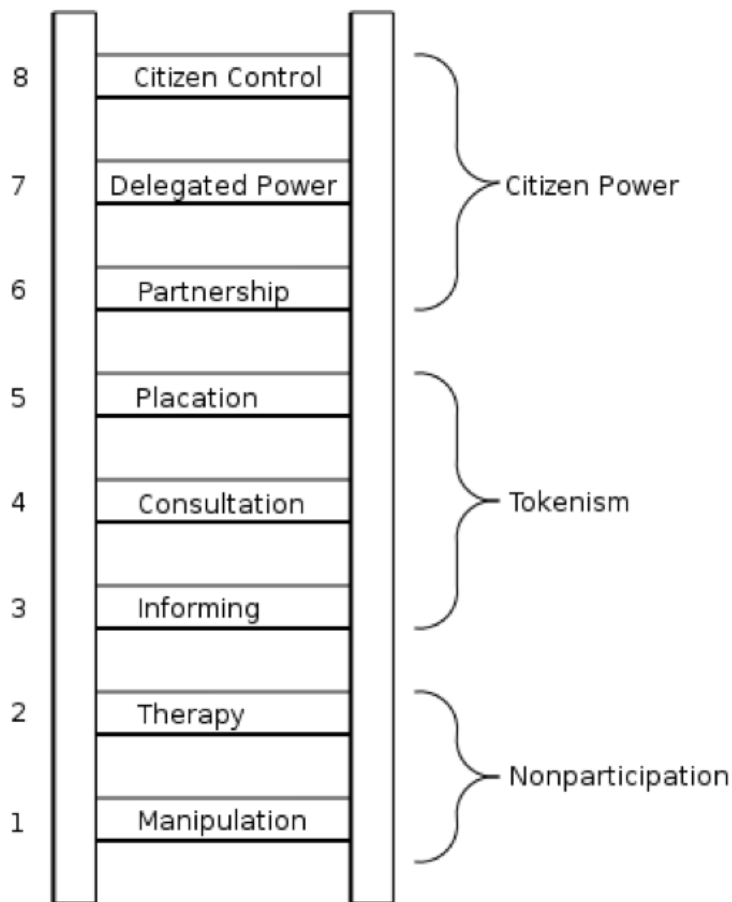 8 Citizen Control
7 Delegated Power
Citizen Power
6 Partnership
5 Placation
4 Consultation
Tokenism
3 Informing
2 Therapy
Nonparticipation
1 Manipulation